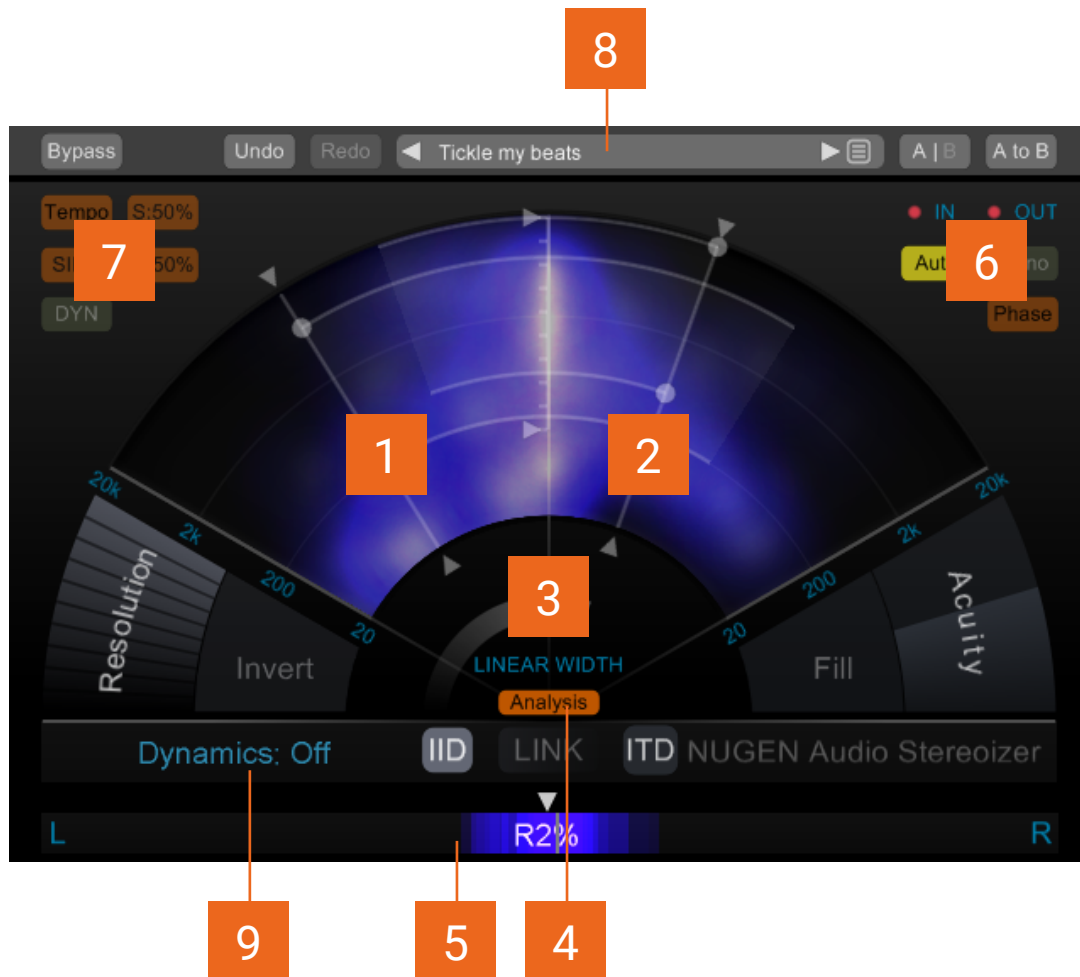 8
Bypass
Undo
Redo
Tickle my beats
A | B
A to B
Tempo
S:50%
IN
OUT
7
6
50%
DYN
Phase
1
2
20k
20k
2k
2k
200
200
20
20
3
Resolution
Invert
LINEAR WIDTH
Analysis
Fill
Acuity
Dynamics: Off
IID
LINK
ITD
NUGEN Audio Stereoizer
L
R2%
R
9
5
4